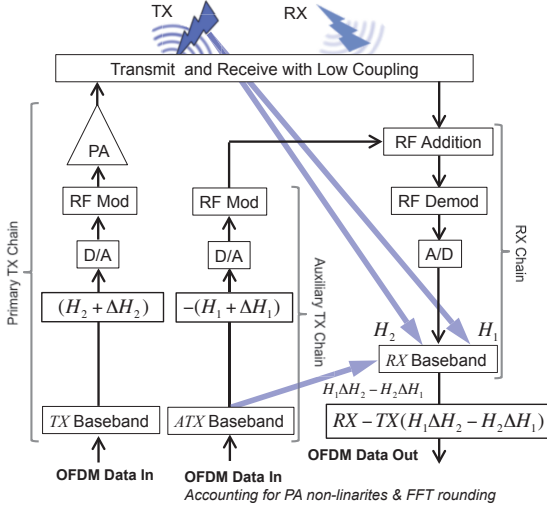 TX
RX
Transmit and Receive with Low Coupling
PA
RF Addition
RF Mod
RF Mod
RF Demod
D/A
D/A
A/D
Primary TX Chain
Auxiliary TX Chain
RX Chain
(H₂ + ΔH₂)
−(H₁ + ΔH₁)
H₂
H₁
RX Baseband
H₁ΔH₂ − H₂ΔH₁
TX Baseband
ATX Baseband
RX − TX(H₁ΔH₂ − H₂ΔH₁)
OFDM Data In
OFDM Data In
OFDM Data Out
Accounting for PA non-linarites & FFT rounding